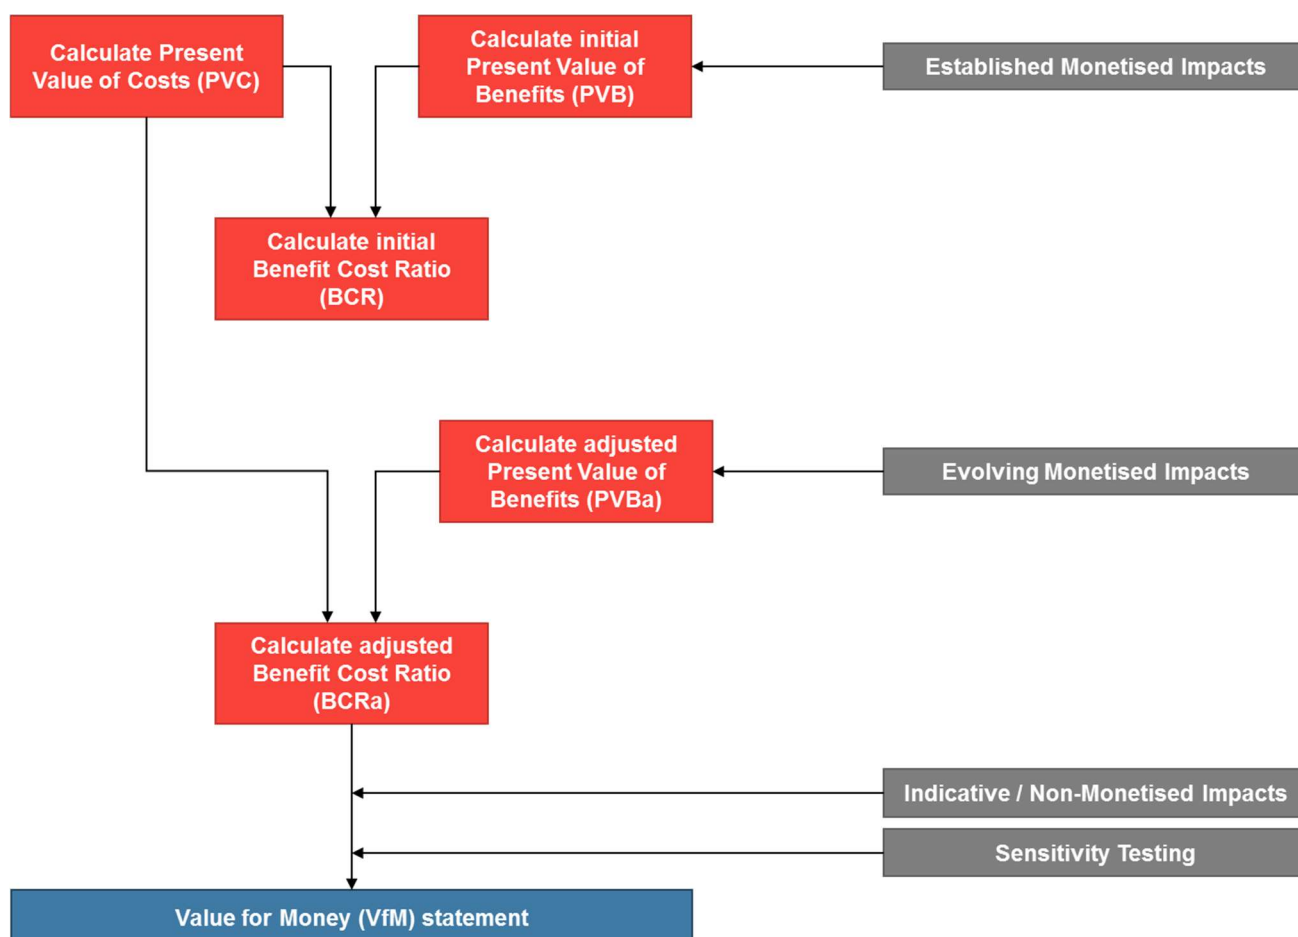 Calculate Present
Value of Costs (PVC)
Calculate initial
Present Value of
Benefits (PVB)
Established Monetised Impacts
Calculate initial
Benefit Cost Ratio
(BCR)
Calculate adjusted
Present Value of
Benefits (PVBa)
Evolving Monetised Impacts
Calculate adjusted
Benefit Cost Ratio
(BCRa)
Indicative / Non-Monetised Impacts
Sensitivity Testing
Value for Money (VfM) statement